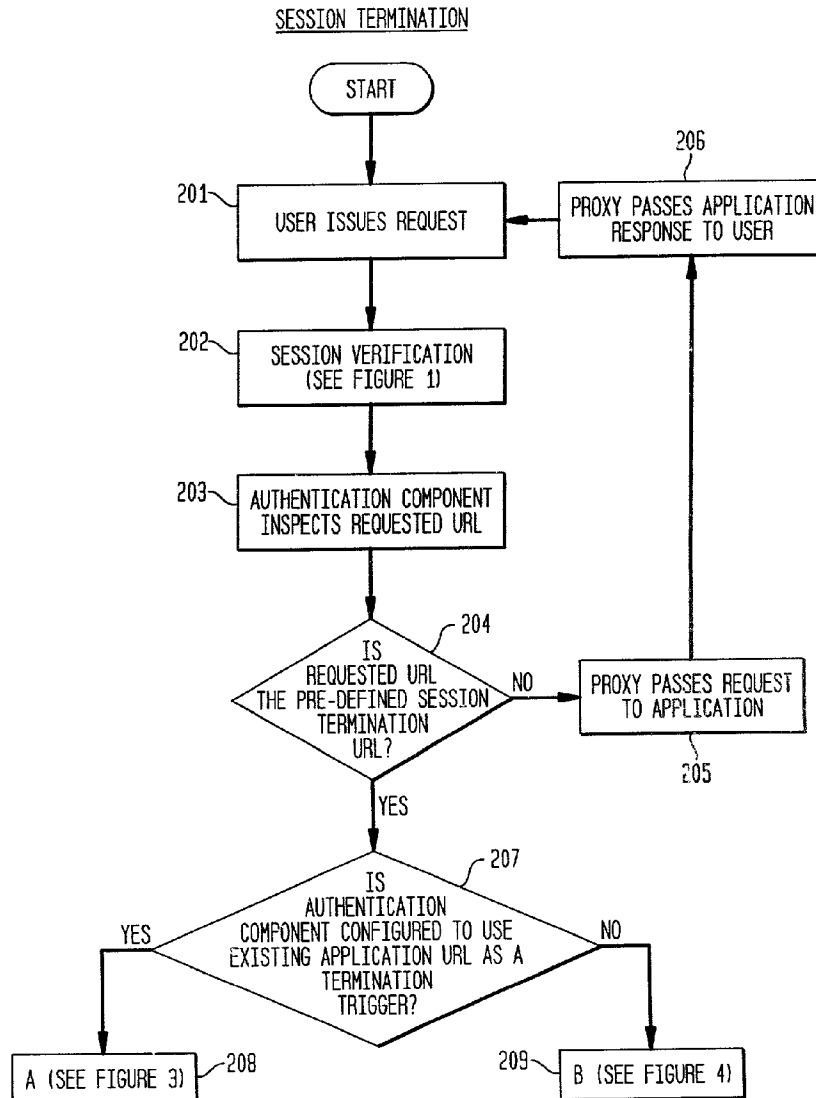 SESSION TERMINATION
START
206
201
USER ISSUES REQUEST
PROXY PASSES APPLICATION
RESPONSE TO USER
202
SESSION VERIFICATION
(SEE FIGURE 1)
203
AUTHENTICATION COMPONENT
INSPECTS REQUESTED URL
204
IS
REQUESTED URL
THE PRE-DEFINED SESSION
TERMINATION
URL?
NO
PROXY PASSES REQUEST
TO APPLICATION
205
YES
207
IS
AUTHENTICATION
COMPONENT CONFIGURED TO USE
EXISTING APPLICATION URL AS A
TERMINATION
TRIGGER?
YES
NO
A (SEE FIGURE 3)
208
209
B (SEE FIGURE 4)